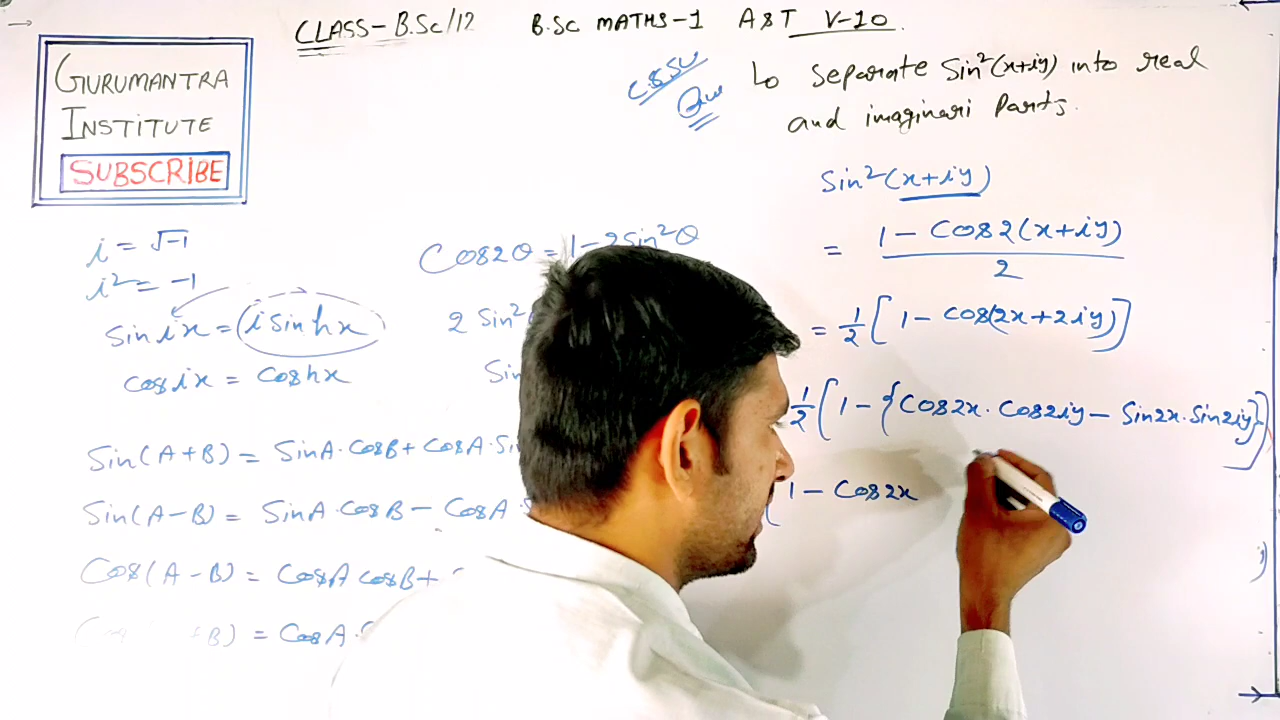 CLASS-B.Sc/12 B.SC MATHS-1 A&T V-10.
GURUMANTRA
INSTITUTE
SUBSCRIBE
CSJU
Que
Lo Separate Sin²(x+iy) into real
and imaginari Parts.
i = √-1
i² = -1
Sin ix = i Sin hx
Cos ix = Cos hx
Sin(A+B) = SinA·CosB + CosA·Si
Sin(A-B) = SinA·CosB - CosA·
Cos(A-B) = CosA CosB +
+B) = CosA·
Cos2θ = 1-2Sin²θ
2 Sin²
Sin
Sin²(x+iy)
= 1 - Cos2(x+iy) / 2
= 1/2 [1 - Cos(2x+2iy)]
1/2 [1 - {Cos2x·Cos2iy - Sin2x·Sin2iy}]
[1 - Cos2x